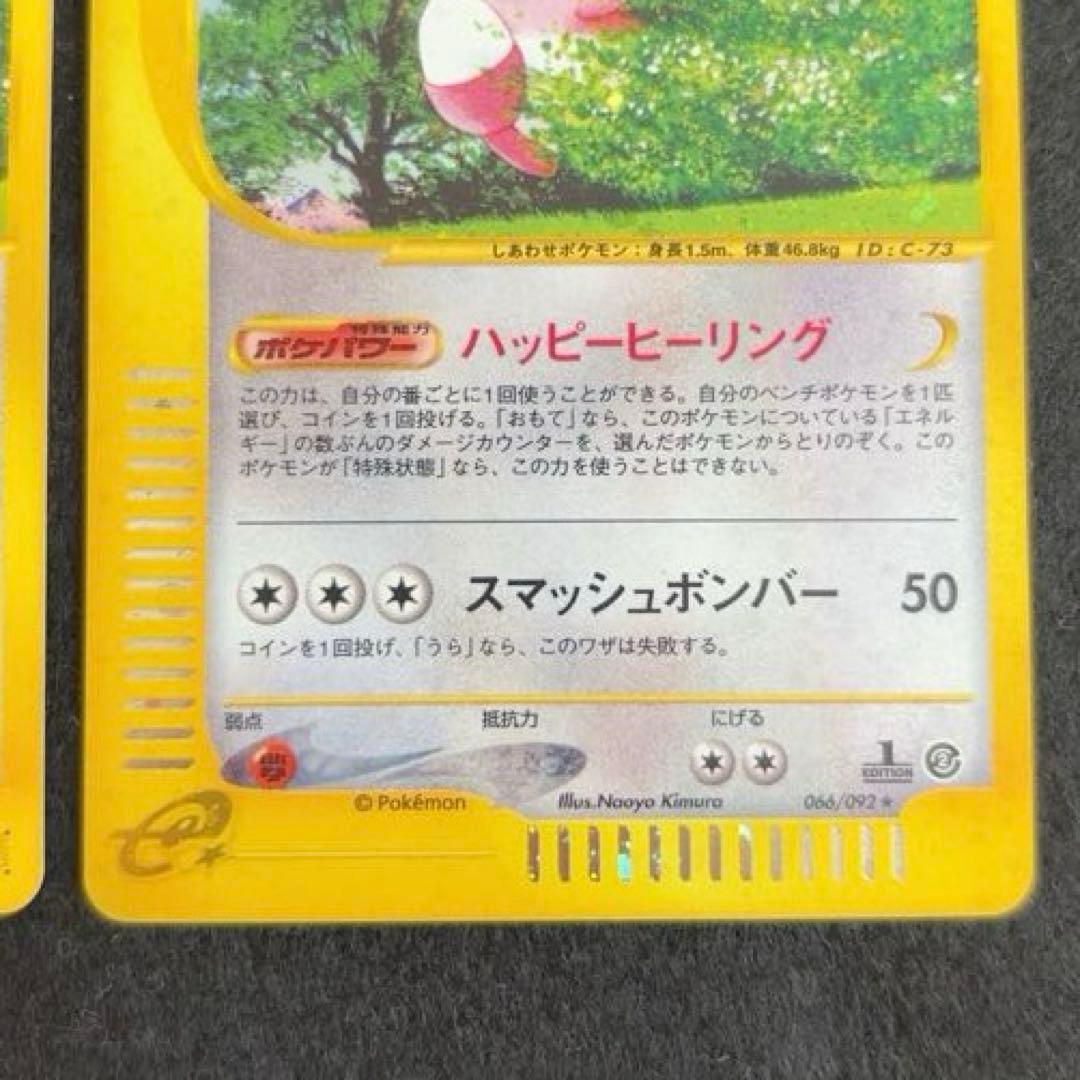 しあわせポケモン：身長1.5m、体重46.8kg ID:C-73
特殊能力
ポケパワー ハッピーヒーリング
この力は、自分の番ごとに1回使うことができる。自分のベンチポケモンを1匹
選び、コインを1回投げる。「おもて」なら、このポケモンについている「エネル
ギー」の数ぶんのダメージカウンターを、選んだポケモンからとりのぞく。この
ポケモンが「特殊状態」なら、この力を使うことはできない。
スマッシュボンバー 50
コインを1回投げ、「うら」なら、このワザは失敗する。
弱点 抵抗力 にげる
1
EDITION
© Pokémon Illus.Naoyo Kimura 066/092★
e